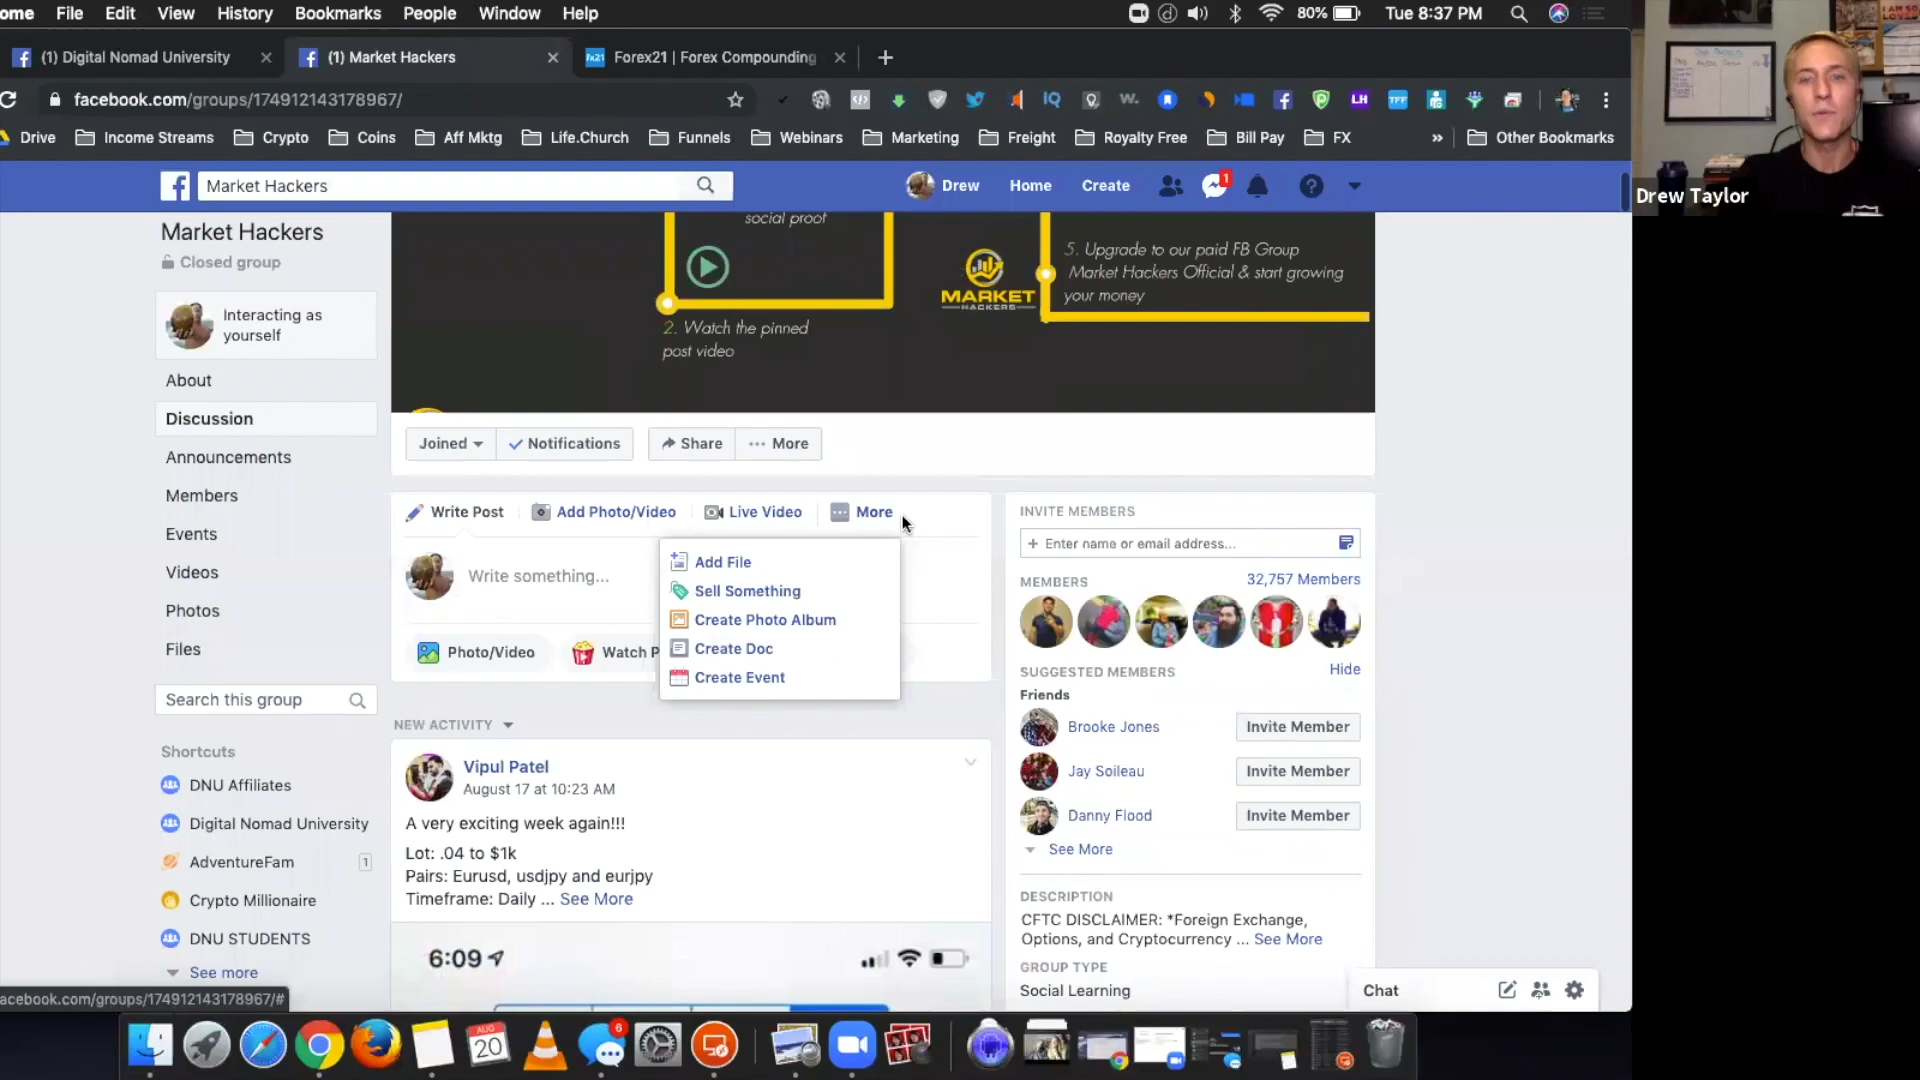 ome File Edit View History Bookmarks People Window Help 80% Tue 8:37 PM
(1) Digital Nomad University (1) Market Hackers fx21 Forex21 | Forex Compounding
facebook.com/groups/174912143178967/
Drive Income Streams Crypto Coins Aff Mktg Life.Church Funnels Webinars Marketing Freight Royalty Free Bill Pay FX » Other Bookmarks
Market Hackers Drew Home Create 1
Drew Taylor
Market Hackers
Closed group
Interacting as
yourself
About
Discussion
Announcements
Members
Events
Videos
Photos
Files
Search this group
Shortcuts
DNU Affiliates
Digital Nomad University
AdventureFam 1
Crypto Millionaire
DNU STUDENTS
See more
acebook.com/groups/174912143178967/#
social proof
2. Watch the pinned
post video
MARKET
HACKERS
5. Upgrade to our paid FB Group
Market Hackers Official & start growing
your money
Joined Notifications Share More
Write Post Add Photo/Video Live Video More
Write something...
Photo/Video Watch P
Add File
Sell Something
Create Photo Album
Create Doc
Create Event
NEW ACTIVITY
Vipul Patel
August 17 at 10:23 AM
A very exciting week again!!!
Lot: .04 to $1k
Pairs: Eurusd, usdjpy and eurjpy
Timeframe: Daily ... See More
6:09
INVITE MEMBERS
+ Enter name or email address...
MEMBERS 32,757 Members
SUGGESTED MEMBERS Hide
Friends
Brooke Jones Invite Member
Jay Soileau Invite Member
Danny Flood Invite Member
See More
DESCRIPTION
CFTC DISCLAIMER: *Foreign Exchange,
Options, and Cryptocurrency ... See More
GROUP TYPE
Social Learning
Chat
AUG
20
6